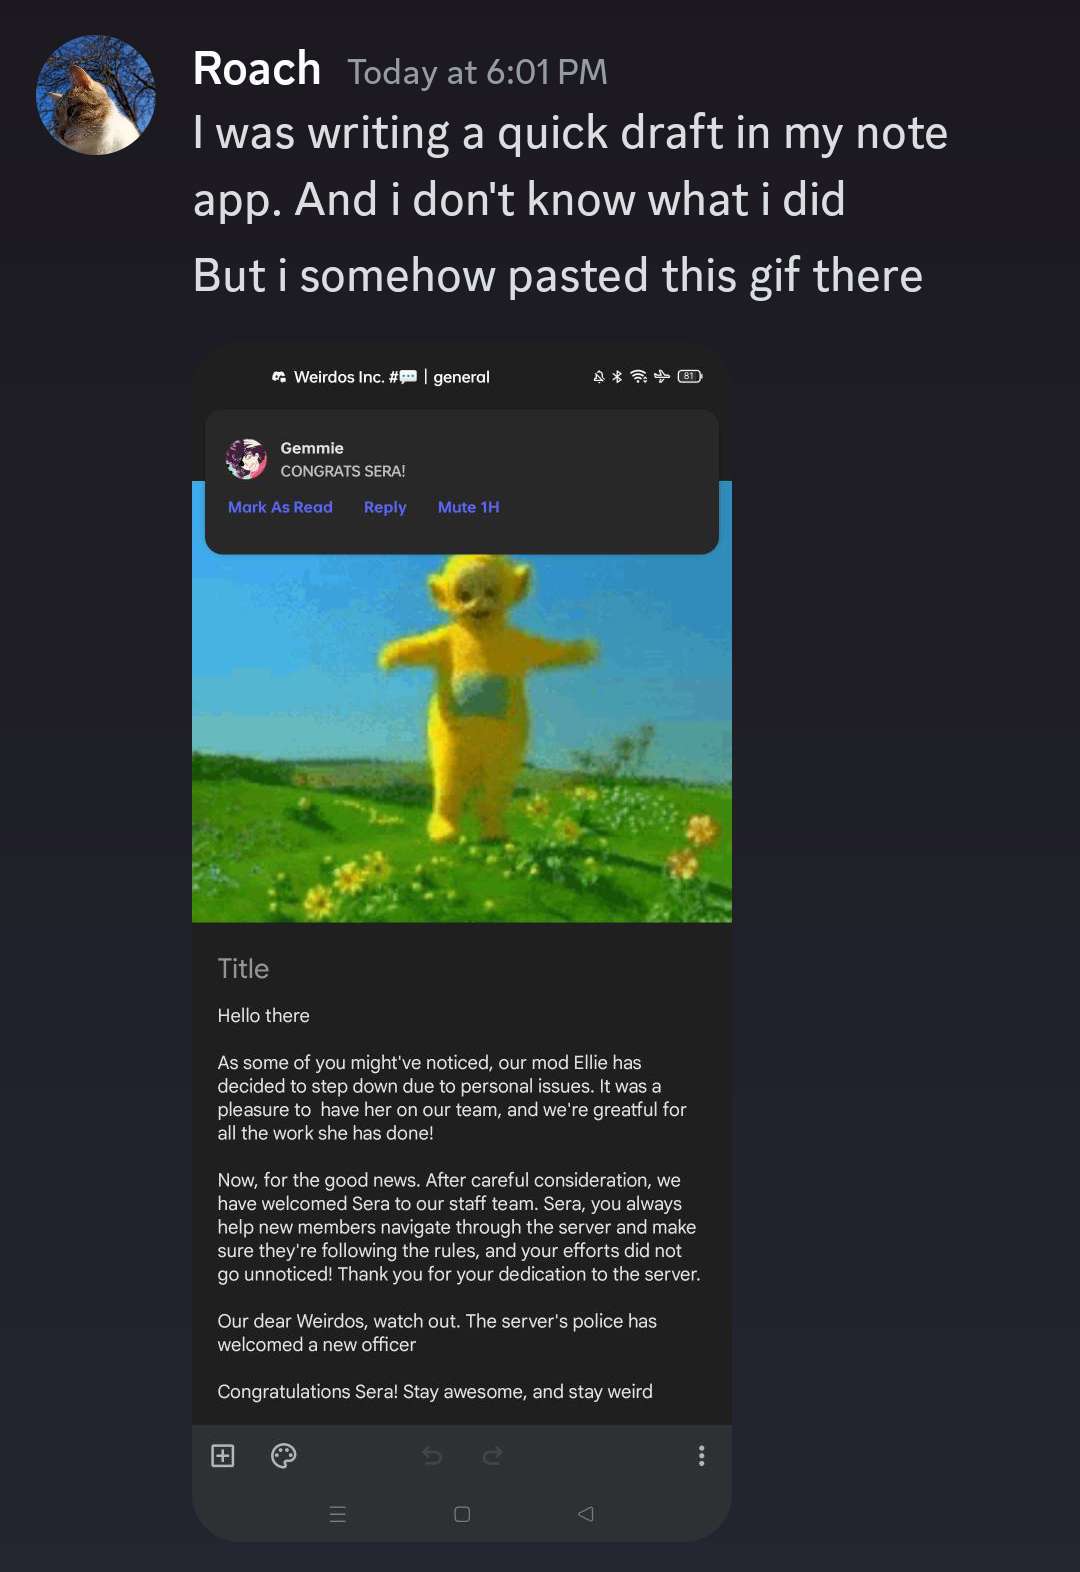 Roach Today at 6:01 PM
I was writing a quick draft in my note
app. And i don't know what i did
But i somehow pasted this gif there
Weirdos Inc. #💬 | general
81
Gemmie
CONGRATS SERA!
Mark As Read Reply Mute 1H
Title
Hello there
As some of you might've noticed, our mod Ellie has
decided to step down due to personal issues. It was a
pleasure to  have her on our team, and we're greatful for
all the work she has done!
Now, for the good news. After careful consideration, we
have welcomed Sera to our staff team. Sera, you always
help new members navigate through the server and make
sure they're following the rules, and your efforts did not
go unnoticed! Thank you for your dedication to the server.
Our dear Weirdos, watch out. The server's police has
welcomed a new officer
Congratulations Sera! Stay awesome, and stay weird